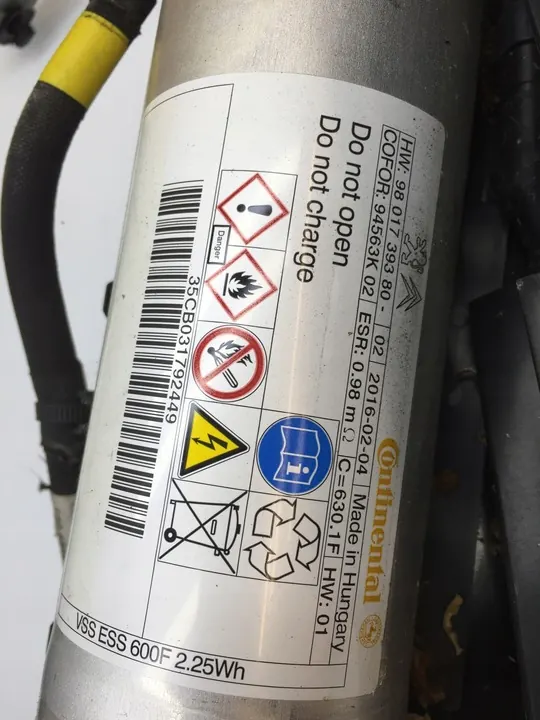 Continental
HW: 98 017 393 80 - 02 2016-02-04 Made in Hungary
COFOR: 94563K 02 ESR: 0.98 mΩ C=630.1F HW: 01
Do not open
Do not charge
Danger
35CB031792449
VSS ESS 600F 2.25Wh